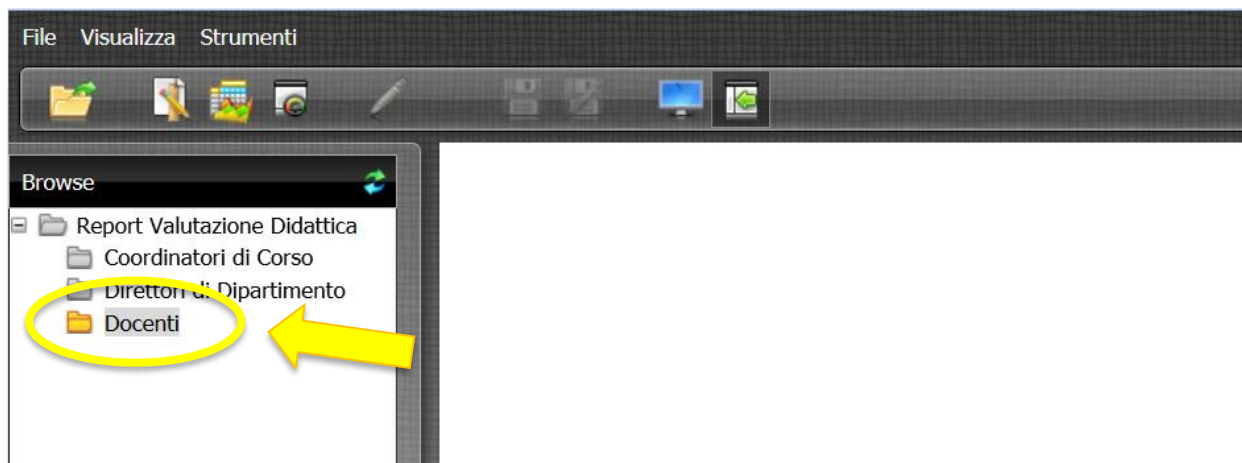 File Visualizza Strumenti
Browse
Report Valutazione Didattica
Coordinatori di Corso
Direttori di Dipartimento
Docenti